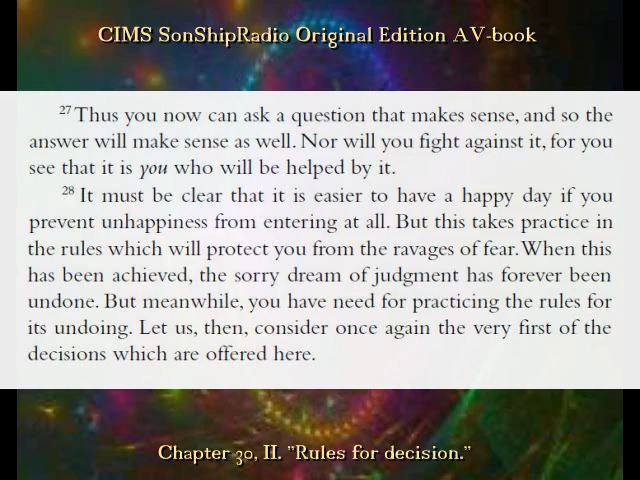 CIMS SonShipRadio Original Edition AV-book
27 Thus you now can ask a question that makes sense, and so the
answer will make sense as well. Nor will you fight against it, for you
see that it is you who will be helped by it.
28 It must be clear that it is easier to have a happy day if you
prevent unhappiness from entering at all. But this takes practice in
the rules which will protect you from the ravages of fear. When this
has been achieved, the sorry dream of judgment has forever been
undone. But meanwhile, you have need for practicing the rules for
its undoing. Let us, then, consider once again the very first of the
decisions which are offered here.
Chapter 30, II. "Rules for decision."